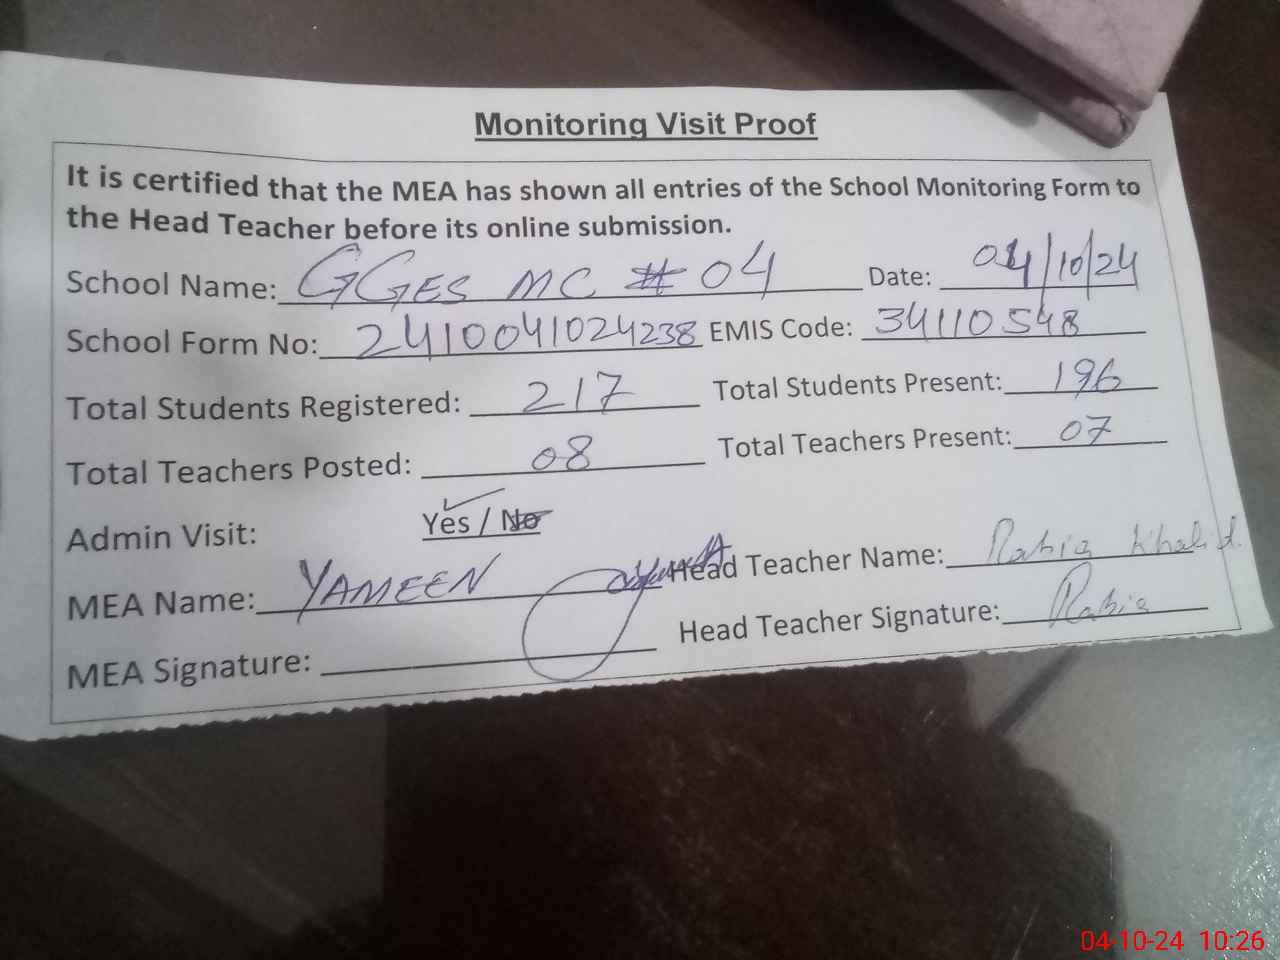 Monitoring Visit Proof
It is certified that the MEA has shown all entries of the School Monitoring Form to
the Head Teacher before its online submission.
School Name: GGES MC # 04 Date: 04/10/24
School Form No: 2410041024238 EMIS Code: 34110548
Total Students Registered: 217 Total Students Present: 196
Total Teachers Posted: 08 Total Teachers Present: 07
Admin Visit: Yes / No
MEA Name: YAMEEN Head Teacher Name: Rabia Khalid
MEA Signature: Head Teacher Signature: Rabia
04-10-24 10:26